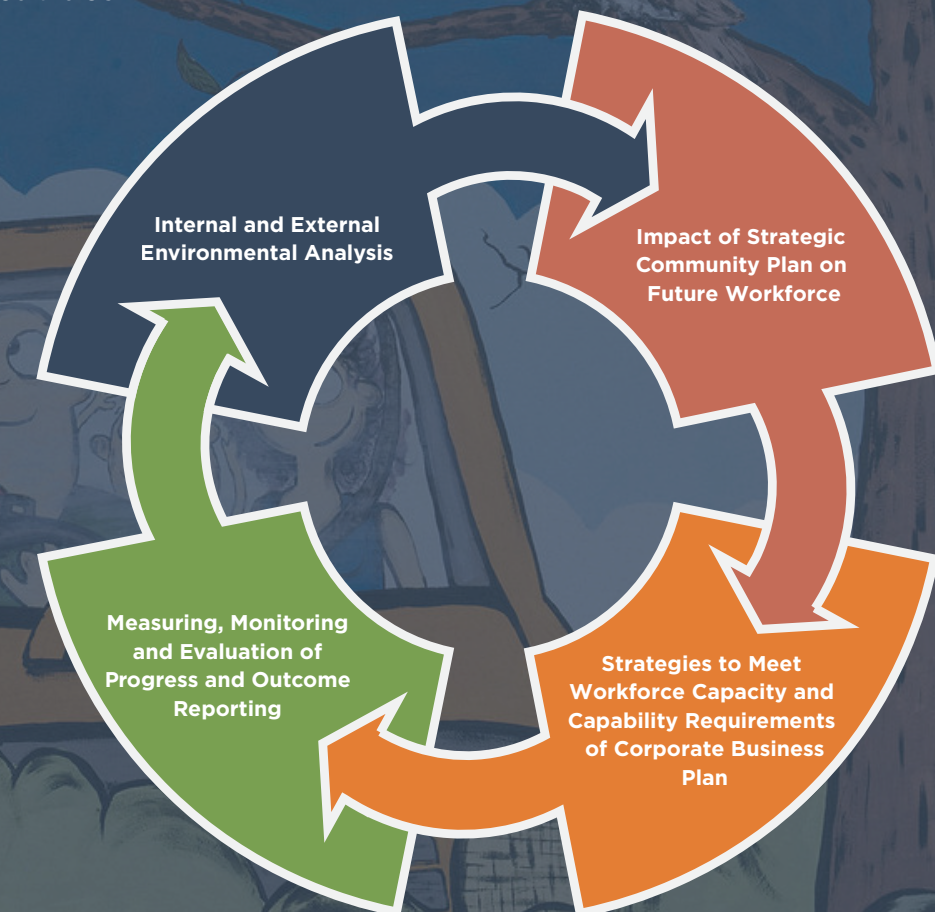 Internal and External
Environmental Analysis
Impact of Strategic
Community Plan on
Future Workforce
Strategies to Meet
Workforce Capacity and
Capability Requirements
of Corporate Business
Plan
Measuring, Monitoring
and Evaluation of
Progress and Outcome
Reporting